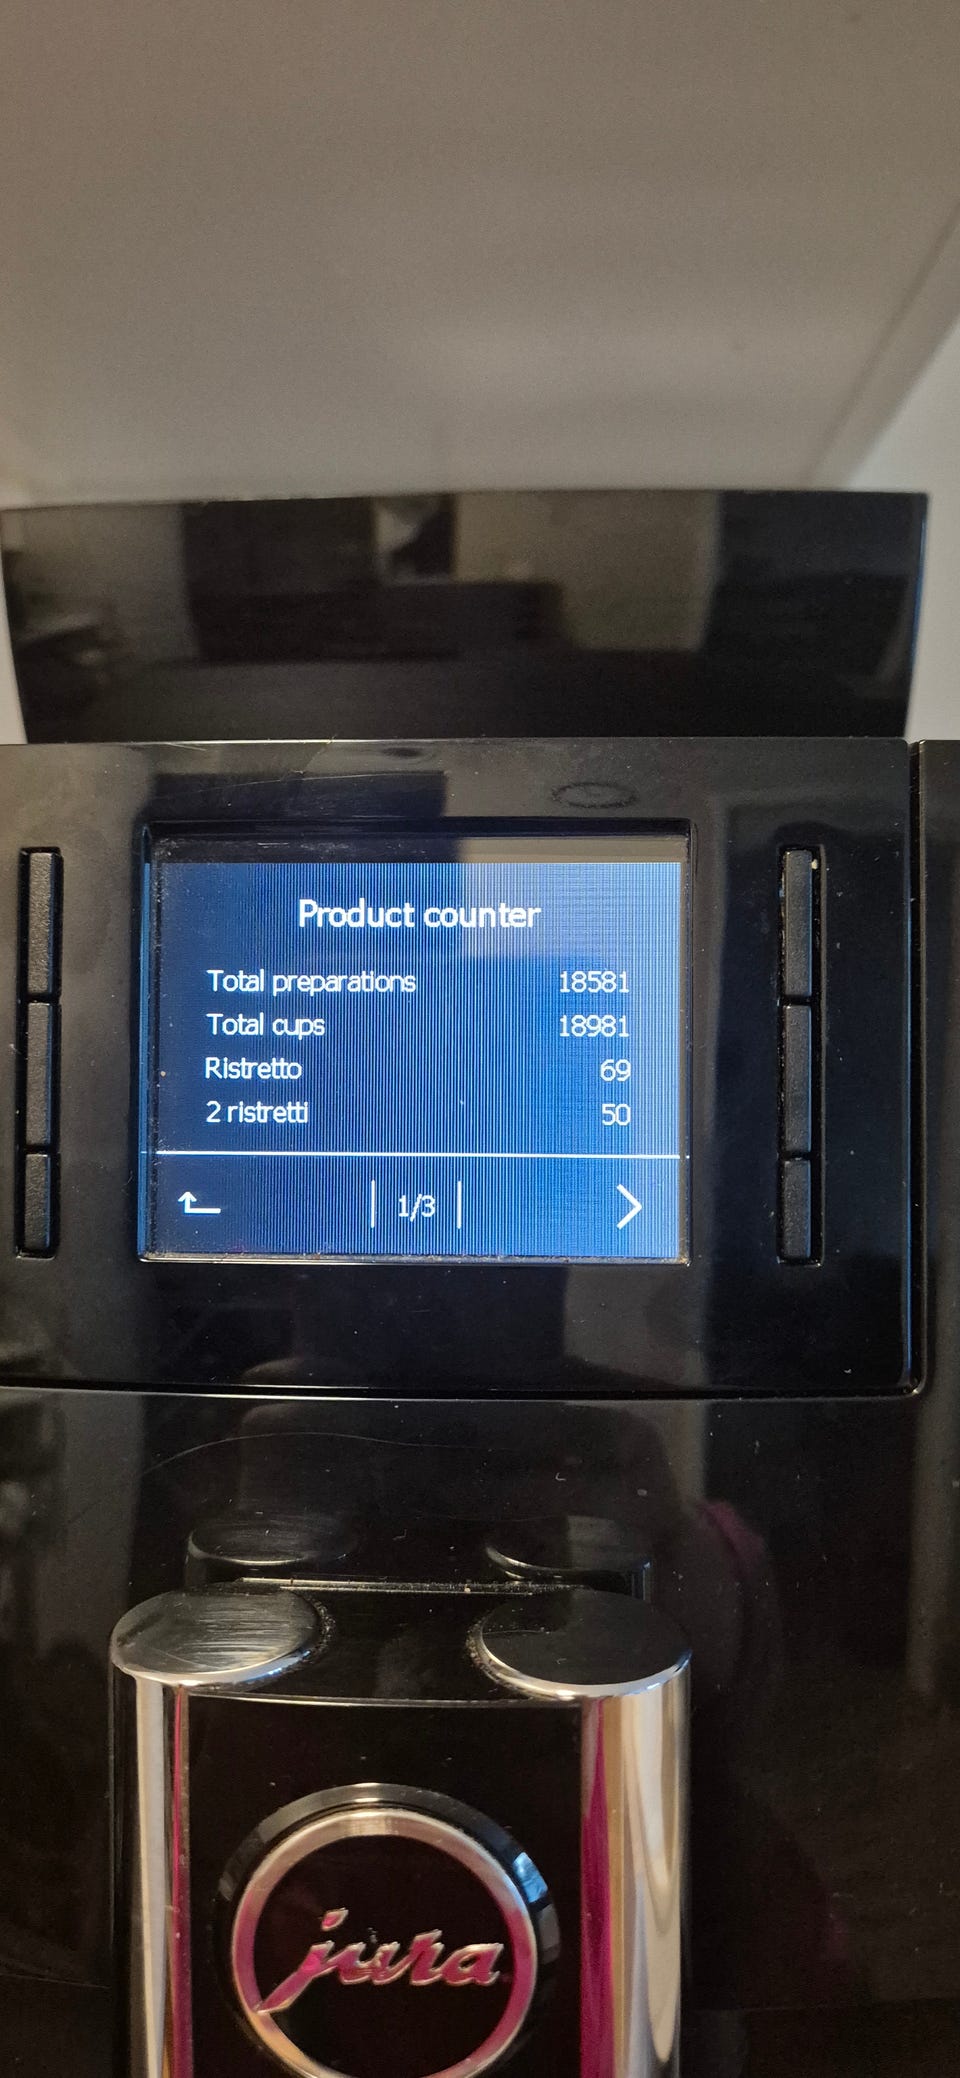 Product counter
Total preparations 18581
Total cups 18981
Ristretto 69
2 ristretti 50
1/3
jura